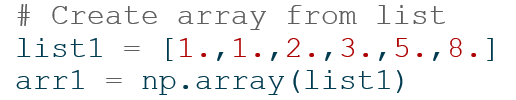 # Create array from list
list1 = [1.,1.,2.,3.,5.,8.]
arr1 = np.array(list1)